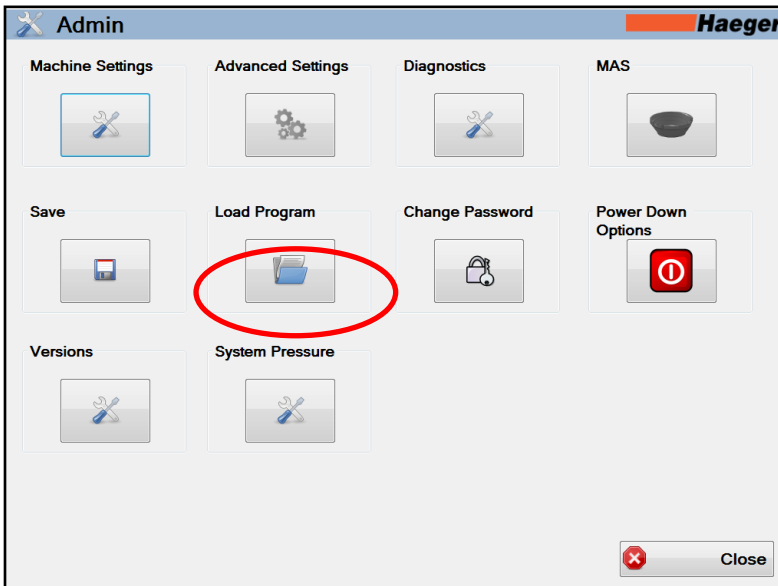 Admin
Haeger
Machine Settings
Advanced Settings
Diagnostics
MAS
Save
Load Program
Change Password
Power Down
Options
Versions
System Pressure
Close